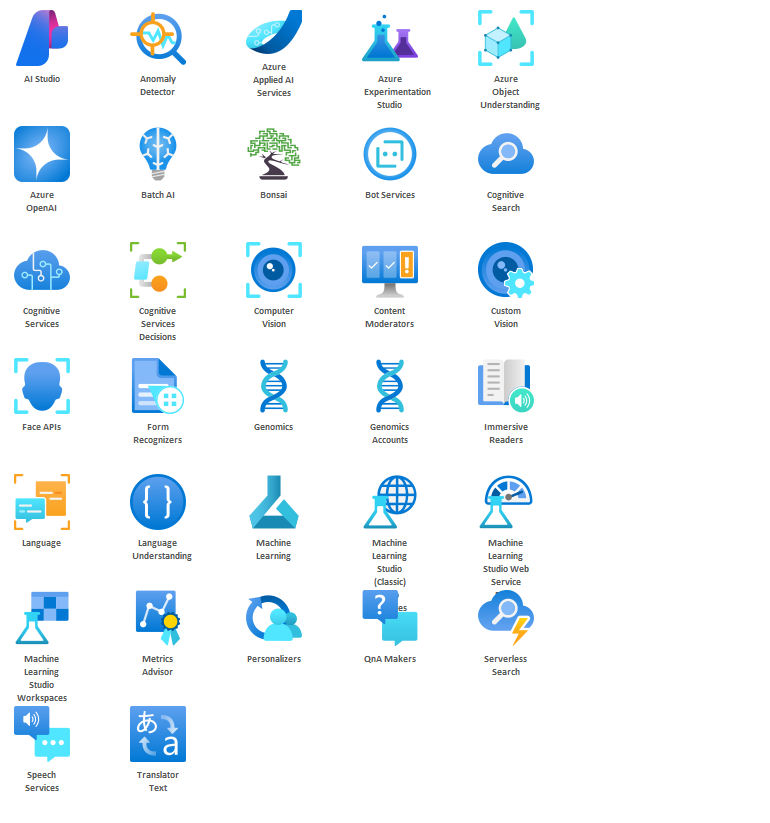 AI Studio
Anomaly
Detector
Azure
Applied AI
Services
Azure
Experimentation
Studio
Azure
Object
Understanding
Azure
OpenAI
Batch AI
Bonsai
Bot Services
Cognitive
Search
Cognitive
Services
Cognitive
Services
Decisions
Computer
Vision
Content
Moderators
Custom
Vision
Face APIs
Form
Recognizers
Genomics
Genomics
Accounts
Immersive
Readers
Language
{ }
Language
Understanding
Machine
Learning
Machine
Learning
Studio
(Classic)
Machine
Learning
Studio Web
Service
Machine
Learning
Studio
Workspaces
Metrics
Advisor
Personalizers
?
QnA Makers
Serverless
Search
Speech
Services
あ
a
Translator
Text